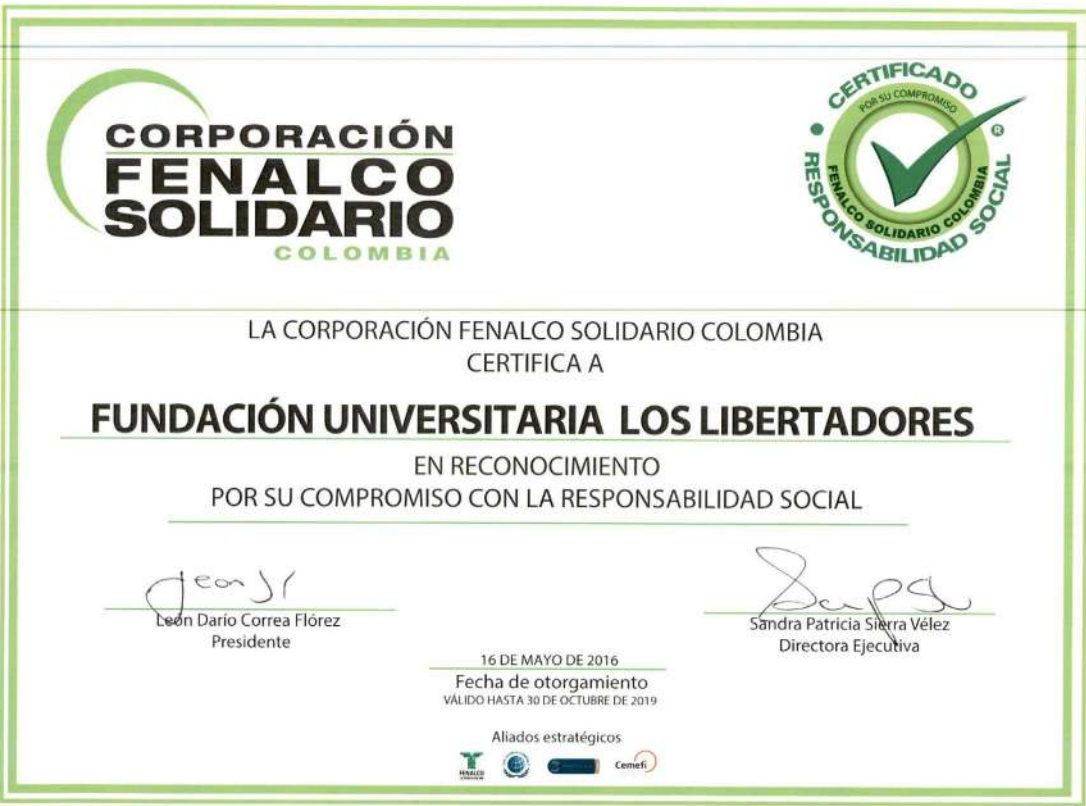 CORPORACIÓN
FENALCO
SOLIDARIO
COLOMBIA
CERTIFICADO
POR SU COMPROMISO
®
FENALCO SOLIDARIO COLOMBIA
RESPONSABILIDAD SOCIAL
LA CORPORACIÓN FENALCO SOLIDARIO COLOMBIA
CERTIFICA A
FUNDACIÓN UNIVERSITARIA LOS LIBERTADORES
EN RECONOCIMIENTO
POR SU COMPROMISO CON LA RESPONSABILIDAD SOCIAL
León Darío Correa Flórez
Presidente
Sandra Patricia Sierra Vélez
Directora Ejecutiva
16 DE MAYO DE 2016
Fecha de otorgamiento
VÁLIDO HASTA 30 DE OCTUBRE DE 2019
Aliados estratégicos
FENALCO
Cemefi